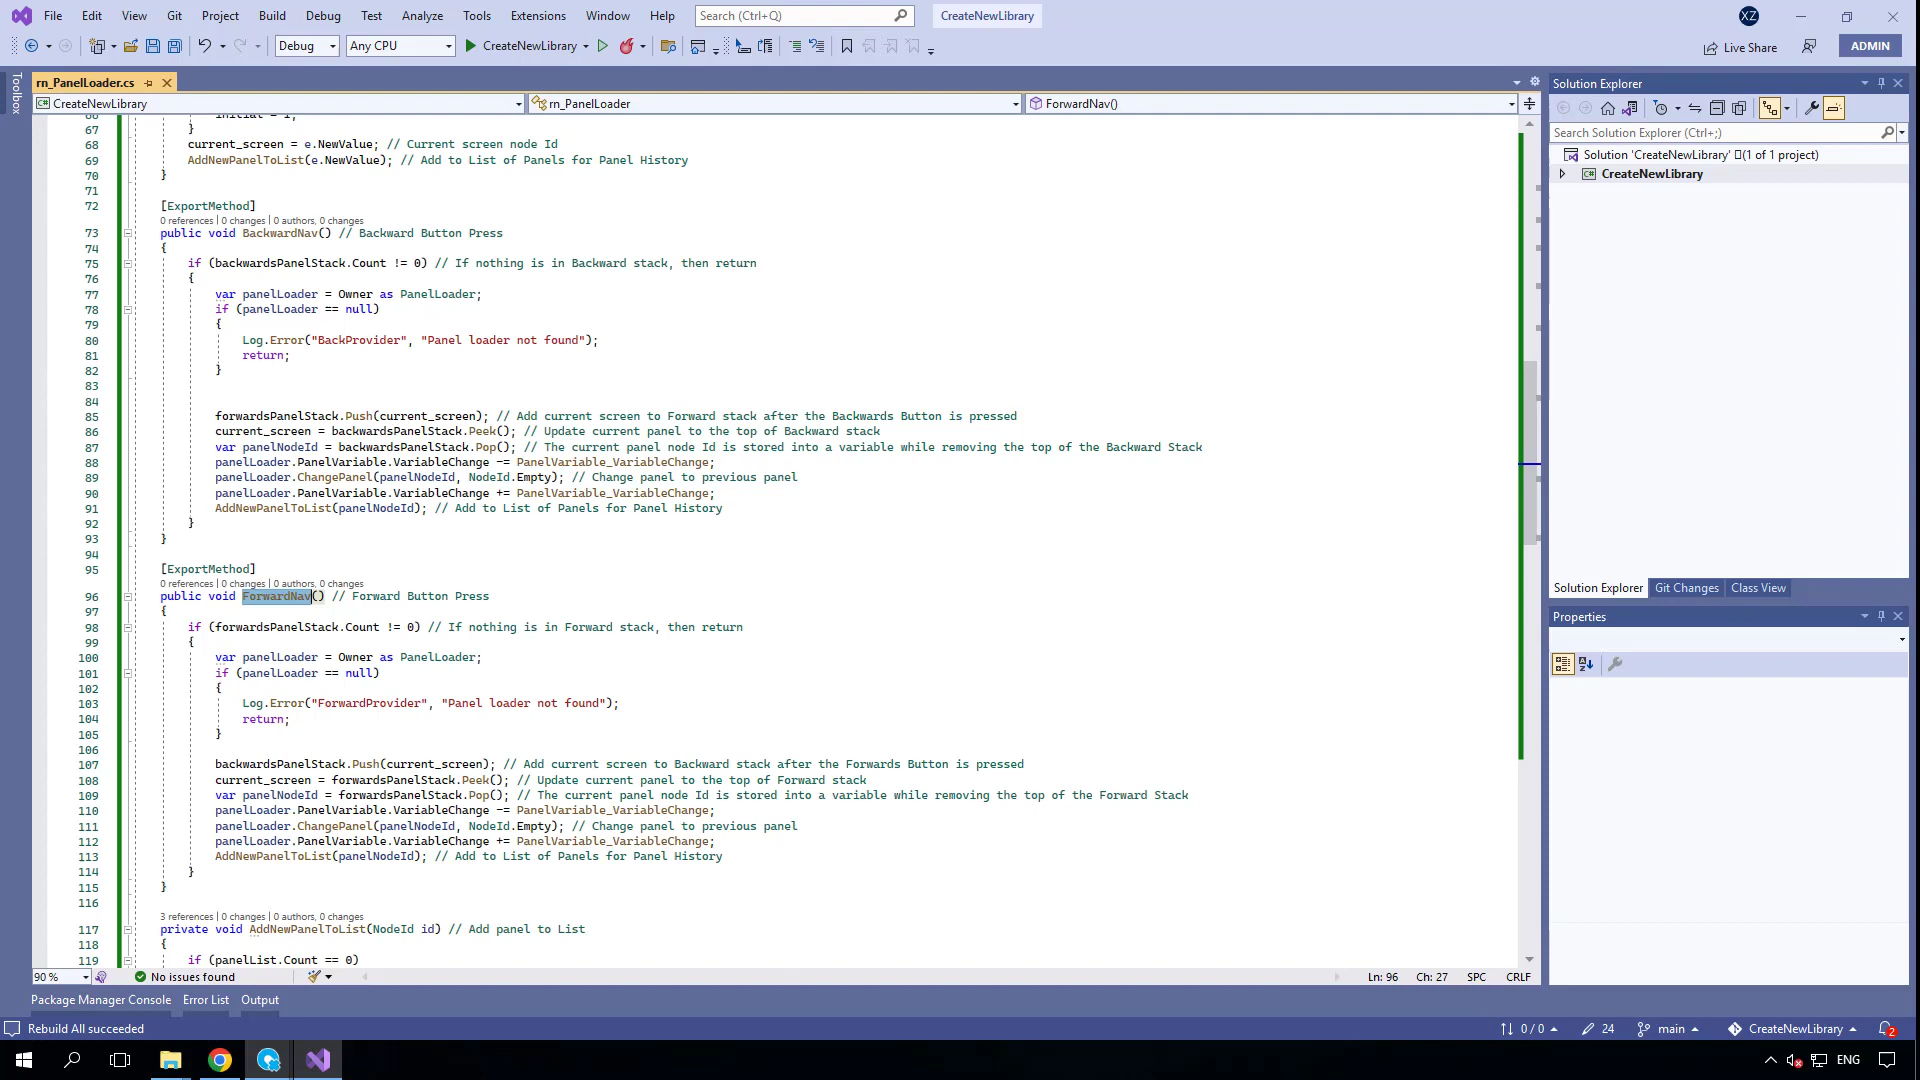 File Edit View Git Project Build Debug Test Analyze Tools Extensions Window Help Search (Ctrl+Q) CreateNewLibrary XZ
Debug Any CPU CreateNewLibrary Live Share ADMIN
Toolbox
rn_PanelLoader.cs
CreateNewLibrary rn_PanelLoader ForwardNav()
66 initial = 1;
67 }
68 current_screen = e.NewValue; // Current screen node Id
69 AddNewPanelToList(e.NewValue); // Add to List of Panels for Panel History
70 }
71
72 [ExportMethod]
0 references | 0 changes | 0 authors, 0 changes
73 public void BackwardNav() // Backward Button Press
74 {
75 if (backwardsPanelStack.Count != 0) // If nothing is in Backward stack, then return
76 {
77 var panelLoader = Owner as PanelLoader;
78 if (panelLoader == null)
79 {
80 Log.Error("BackProvider", "Panel loader not found");
81 return;
82 }
83
84
85 forwardsPanelStack.Push(current_screen); // Add current screen to Forward stack after the Backwards Button is pressed
86 current_screen = backwardsPanelStack.Peek(); // Update current panel to the top of Backward stack
87 var panelNodeId = backwardsPanelStack.Pop(); // The current panel node Id is stored into a variable while removing the top of the Backward Stack
88 panelLoader.PanelVariable.VariableChange -= PanelVariable_VariableChange;
89 panelLoader.ChangePanel(panelNodeId, NodeId.Empty); // Change panel to previous panel
90 panelLoader.PanelVariable.VariableChange += PanelVariable_VariableChange;
91 AddNewPanelToList(panelNodeId); // Add to List of Panels for Panel History
92 }
93 }
94
95 [ExportMethod]
0 references | 0 changes | 0 authors, 0 changes
96 public void ForwardNav() // Forward Button Press
97 {
98 if (forwardsPanelStack.Count != 0) // If nothing is in Forward stack, then return
99 {
100 var panelLoader = Owner as PanelLoader;
101 if (panelLoader == null)
102 {
103 Log.Error("ForwardProvider", "Panel loader not found");
104 return;
105 }
106
107 backwardsPanelStack.Push(current_screen); // Add current screen to Backward stack after the Forwards Button is pressed
108 current_screen = forwardsPanelStack.Peek(); // Update current panel to the top of Forward stack
109 var panelNodeId = forwardsPanelStack.Pop(); // The current panel node Id is stored into a variable while removing the top of the Forward Stack
110 panelLoader.PanelVariable.VariableChange -= PanelVariable_VariableChange;
111 panelLoader.ChangePanel(panelNodeId, NodeId.Empty); // Change panel to previous panel
112 panelLoader.PanelVariable.VariableChange += PanelVariable_VariableChange;
113 AddNewPanelToList(panelNodeId); // Add to List of Panels for Panel History
114 }
115 }
116
3 references | 0 changes | 0 authors, 0 changes
117 private void AddNewPanelToList(NodeId id) // Add panel to List
118 {
119 if (panelList.Count == 0)
90 % No issues found Ln: 96 Ch: 27 SPC CRLF
Solution Explorer
Search Solution Explorer (Ctrl+;)
Solution 'CreateNewLibrary' (1 of 1 project)
CreateNewLibrary
Solution Explorer Git Changes Class View
Properties
Package Manager Console Error List Output
Rebuild All succeeded 0 / 0 24 main CreateNewLibrary 2
ENG